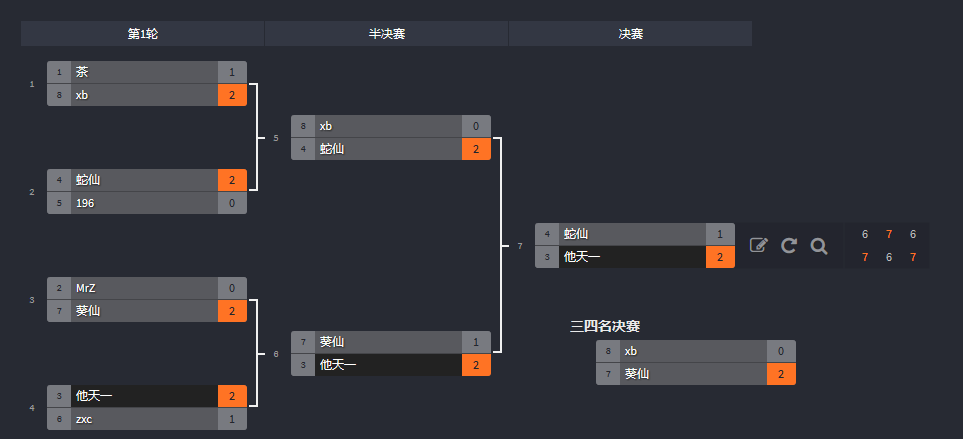 第1轮 半决赛 决赛
1 1 茶 1
8 xb 2
2 4 蛇仙 2
5 196 0
3 2 MrZ 0
7 葵仙 2
4 3 他天一 2
6 zxc 1
5 8 xb 0
4 蛇仙 2
6 7 葵仙 1
3 他天一 2
7 4 蛇仙 1 6 7 6
3 他天一 2 7 6 7
三四名决赛
8 xb 0
7 葵仙 2